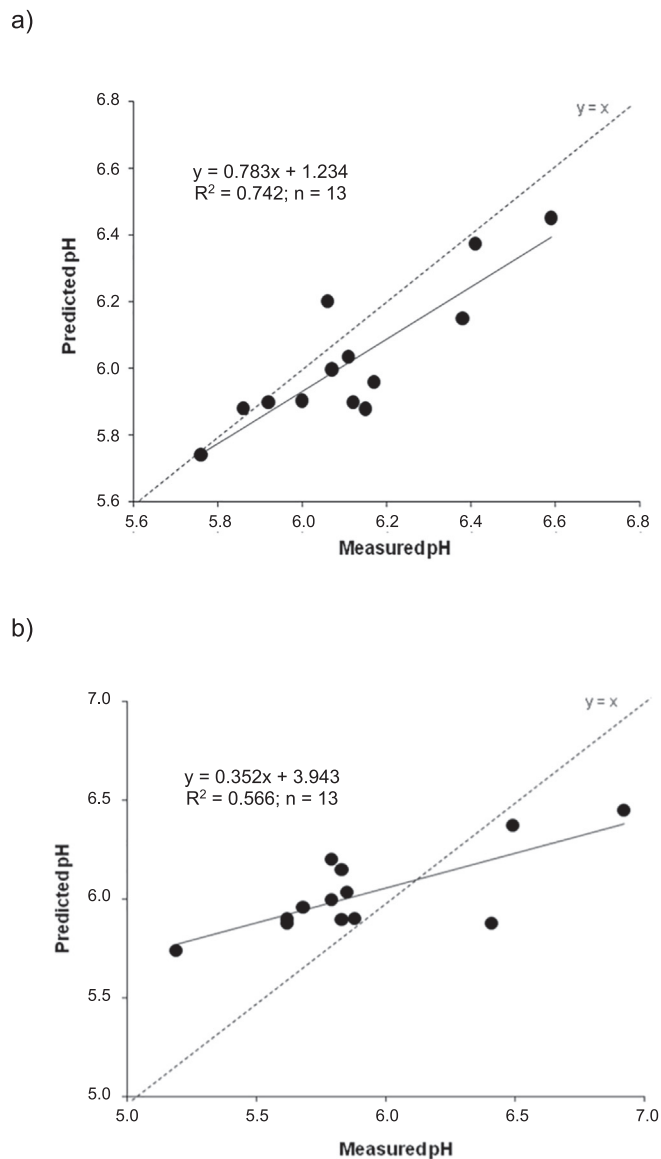 a)
6.8
y = x
6.6
y = 0.783x + 1.234
R² = 0.742; n = 13
6.4
6.2
Predicted pH
6.0
5.8
5.6
5.6 5.8 6.0 6.2 6.4 6.6 6.8
Measured pH
b)
7.0
y = x
y = 0.352x + 3.943
R² = 0.566; n = 13
6.5
6.0
Predicted pH
5.5
5.0
5.0 5.5 6.0 6.5 7.0
Measured pH